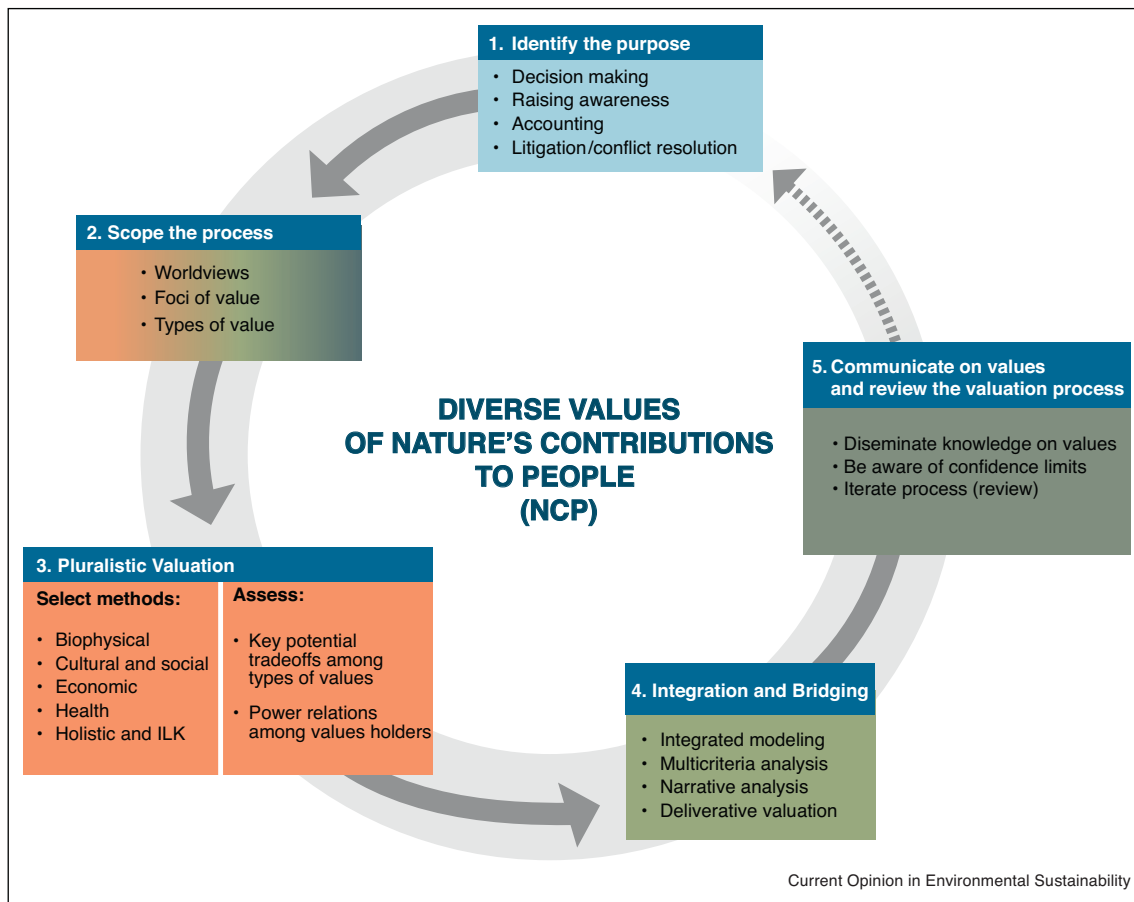 1. Identify the purpose
• Decision making
• Raising awareness
• Accounting
• Litigation/conflict resolution
2. Scope the process
• Worldviews
• Foci of value
• Types of value
DIVERSE VALUES
OF NATURE'S CONTRIBUTIONS
TO PEOPLE
(NCP)
3. Pluralistic Valuation
Select methods:
• Biophysical
• Cultural and social
• Economic
• Health
• Holistic and ILK
Assess:
• Key potential
tradeoffs among
types of values
• Power relations
among values holders
4. Integration and Bridging
• Integrated modeling
• Multicriteria analysis
• Narrative analysis
• Deliverative valuation
5. Communicate on values
and review the valuation process
• Diseminate knowledge on values
• Be aware of confidence limits
• Iterate process (review)
Current Opinion in Environmental Sustainability